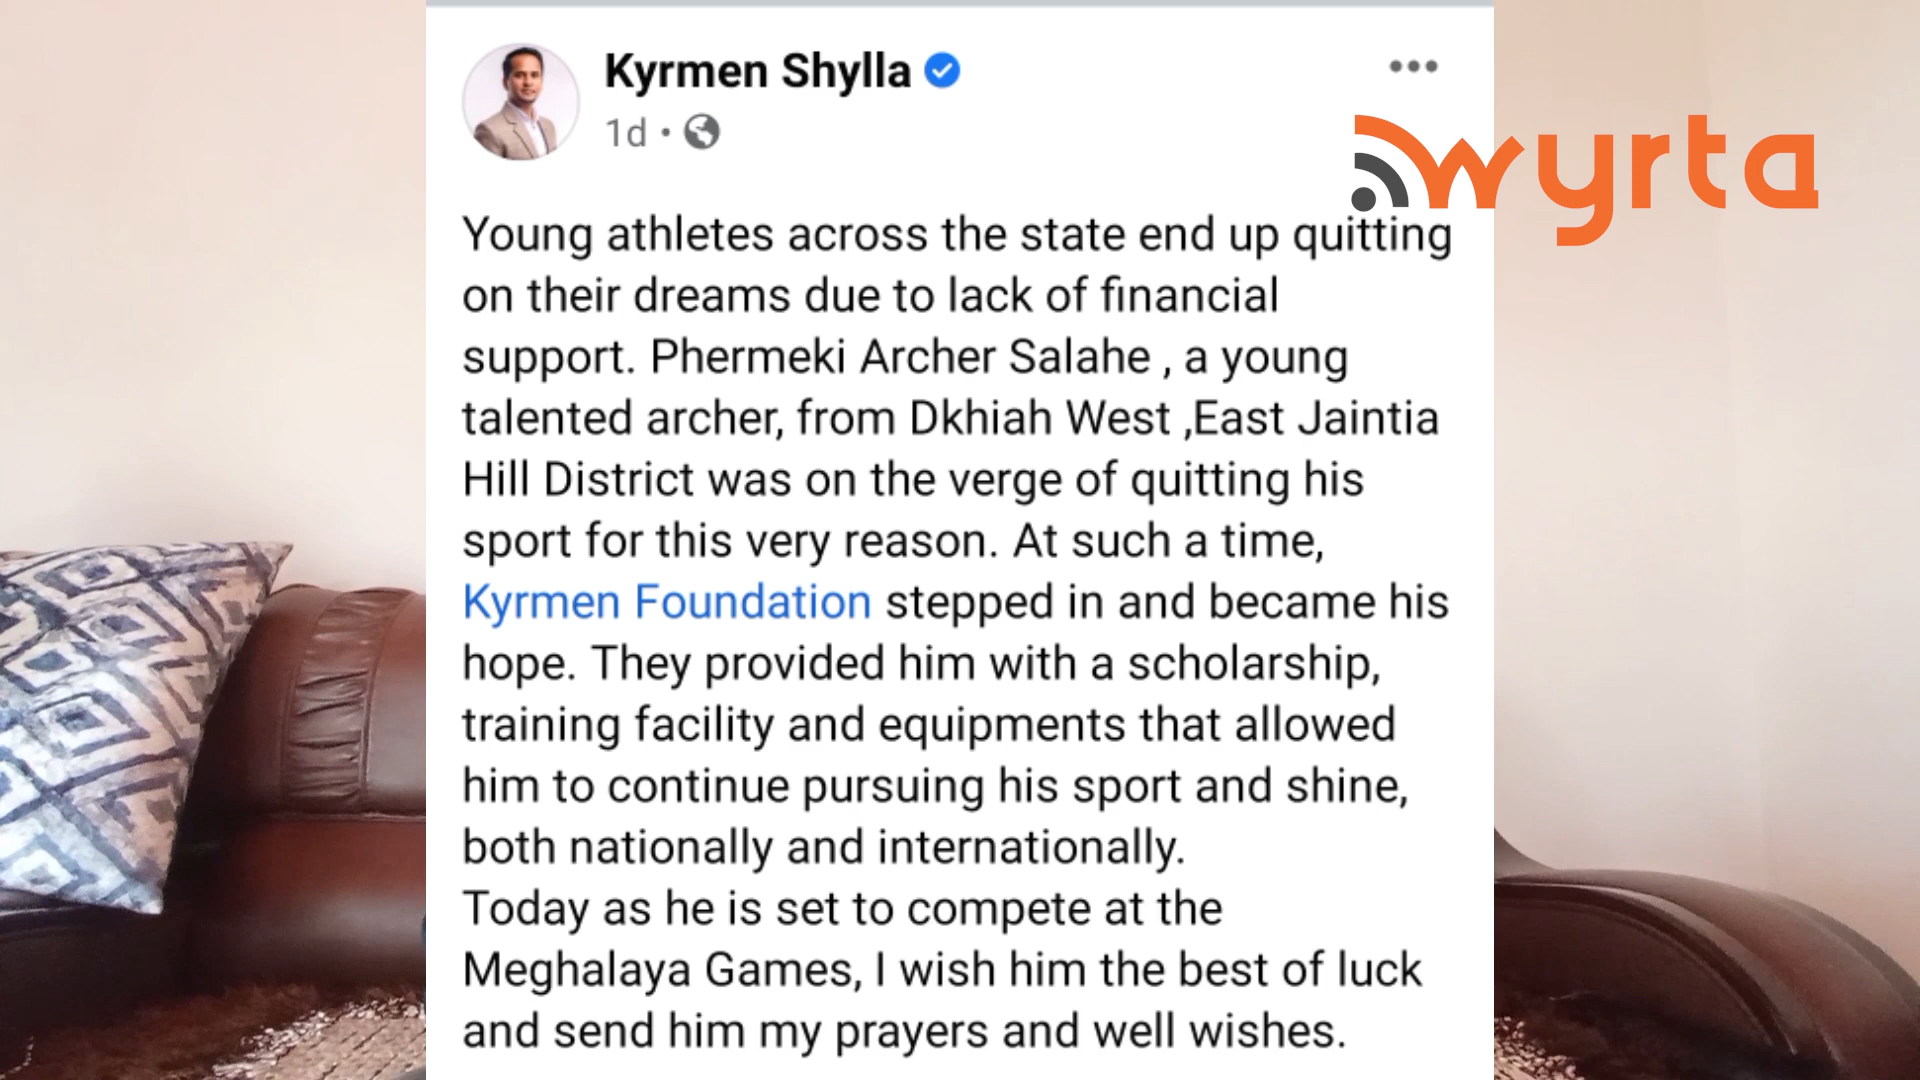 Kyrmen Shylla
1d
wyrta
Young athletes across the state end up quitting
on their dreams due to lack of financial
support. Phermeki Archer Salahe , a young
talented archer, from Dkhiah West ,East Jaintia
Hill District was on the verge of quitting his
sport for this very reason. At such a time,
Kyrmen Foundation stepped in and became his
hope. They provided him with a scholarship,
training facility and equipments that allowed
him to continue pursuing his sport and shine,
both nationally and internationally.
Today as he is set to compete at the
Meghalaya Games, I wish him the best of luck
and send him my prayers and well wishes.